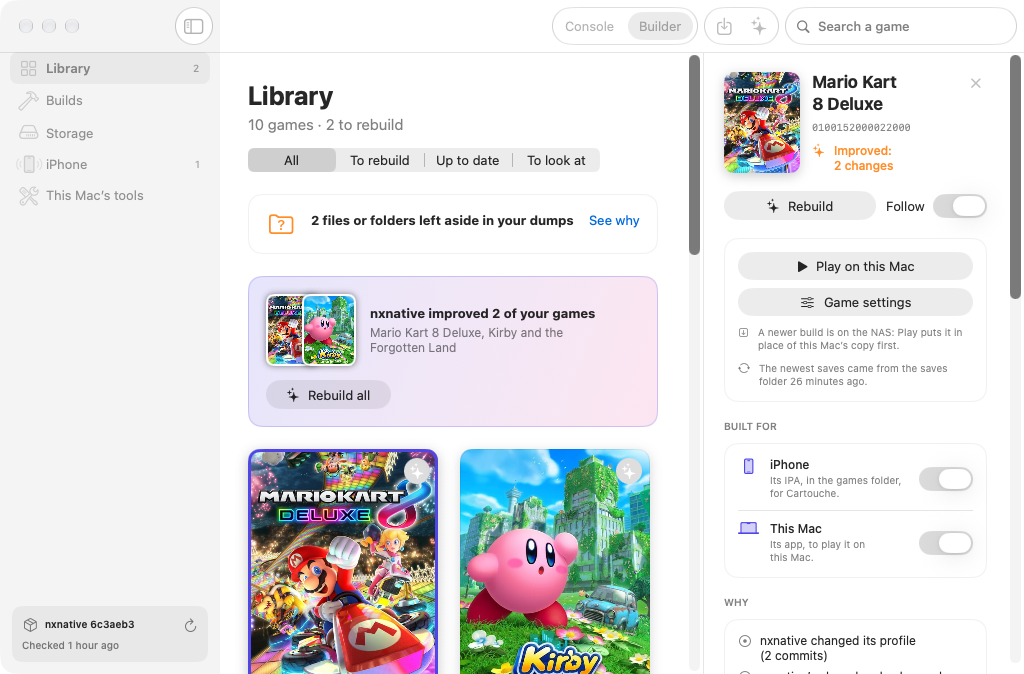 Console
Builder
Search a game
Library
2
Builds
Storage
iPhone
1
This Mac's tools
nxnative 6c3aeb3
Checked 1 hour ago
Library
10 games · 2 to rebuild
All
To rebuild
Up to date
To look at
2 files or folders left aside in your dumps
See why
nxnative improved 2 of your games
Mario Kart 8 Deluxe, Kirby and the
Forgotten Land
Rebuild all
MARIOKART 8
DELUXE
Kirby
MARIOKART 8
DELUXE
Mario Kart
8 Deluxe
0100152000022000
Improved:
2 changes
Rebuild
Follow
Play on this Mac
Game settings
A newer build is on the NAS: Play puts it in
place of this Mac's copy first.
The newest saves came from the saves
folder 26 minutes ago.
BUILT FOR
iPhone
Its IPA, in the games folder,
for Cartouche.
This Mac
Its app, to play it on
this Mac.
WHY
nxnative changed its profile
(2 commits)